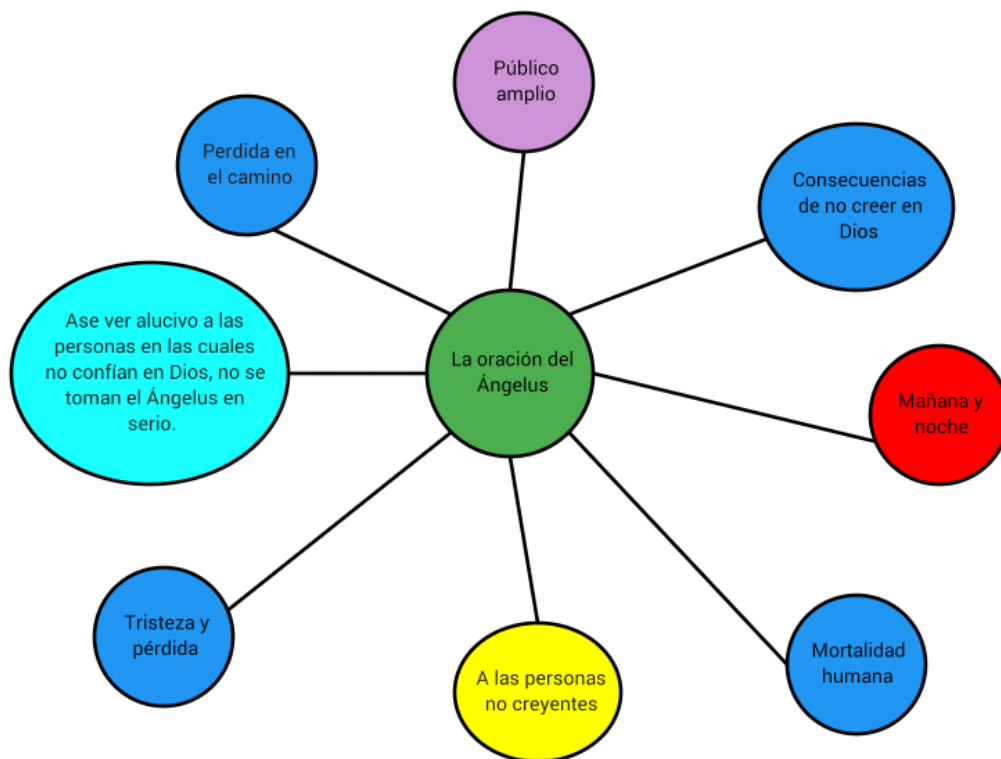 Público
amplio
Perdida en
el camino
Consecuencias
de no creer en
Dios
Ase ver alucivo a las
personas en las cuales
no confían en Dios, no se
toman el Ángelus en
serio.
La oración del
Ángelus
Mañana y
noche
Tristeza y
pérdida
A las personas
no creyentes
Mortalidad
humana